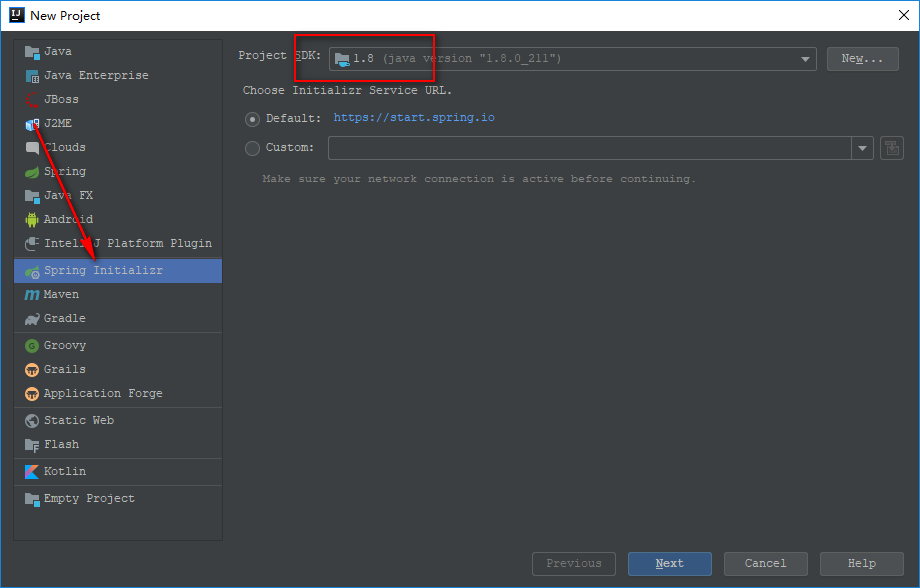 New Project
Java
Java Enterprise
JBoss
J2ME
Clouds
Spring
Java FX
Android
IntelliJ Platform Plugin
Spring Initializr
Maven
Gradle
Groovy
Grails
Application Forge
Static Web
Flash
Kotlin
Empty Project
Project SDK: 1.8 (java version "1.8.0_211") New...
Choose Initializr Service URL.
Default: https://start.spring.io
Custom:
Make sure your network connection is active before continuing.
Previous Next Cancel Help